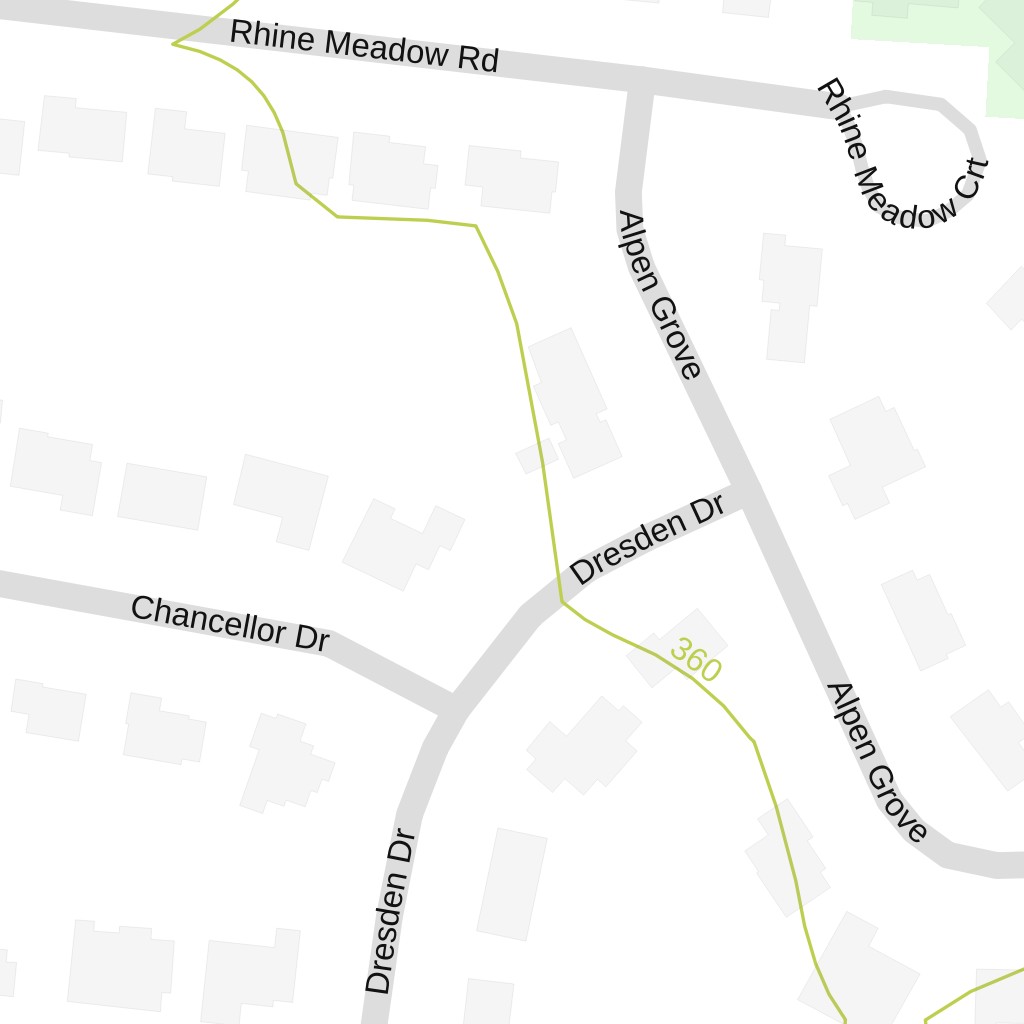 Rhine Meadow Rd
Rhine Meadow Crt
Alpen Grove
Dresden Dr
Chancellor Dr
360
Alpen Grove
Dresden Dr